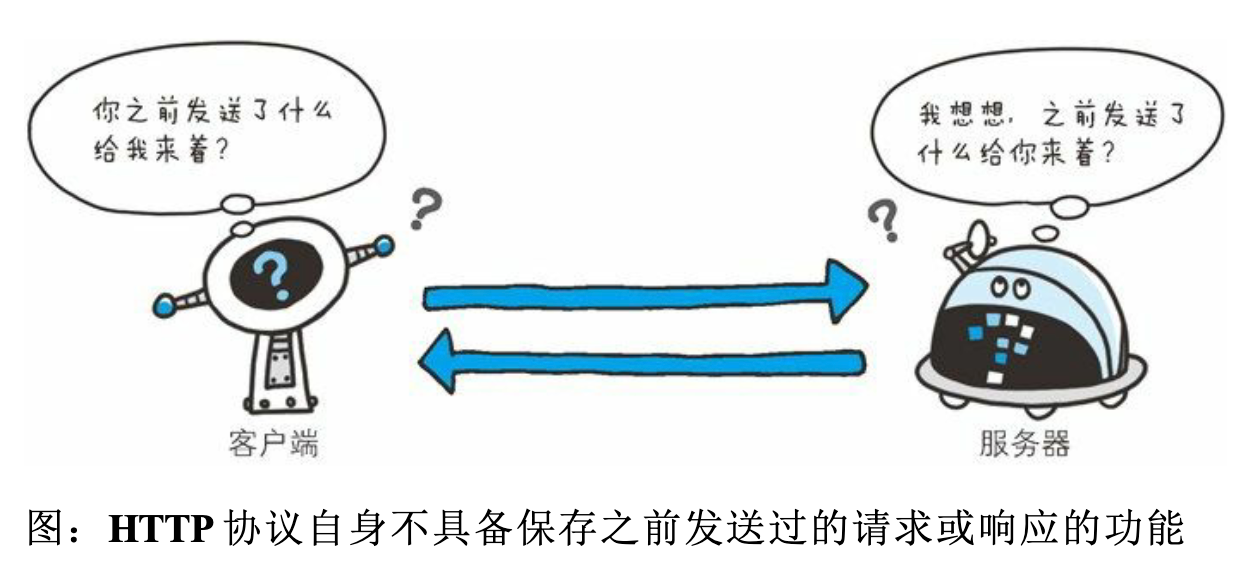 你之前发送了什么
给我来着?
我想想,之前发送了
什么给你来着?
?
?
?
客户端
服务器
图:HTTP 协议自身不具备保存之前发送过的请求或响应的功能